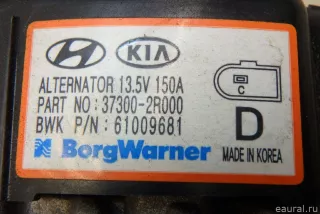 HYUNDAI KIA
ALTERNATOR 13.5V 150A
PART NO: 37300-2R000
BWK P/N: 61009681
C
D
BorgWarner
MADE IN KOREA
© eaural.ru